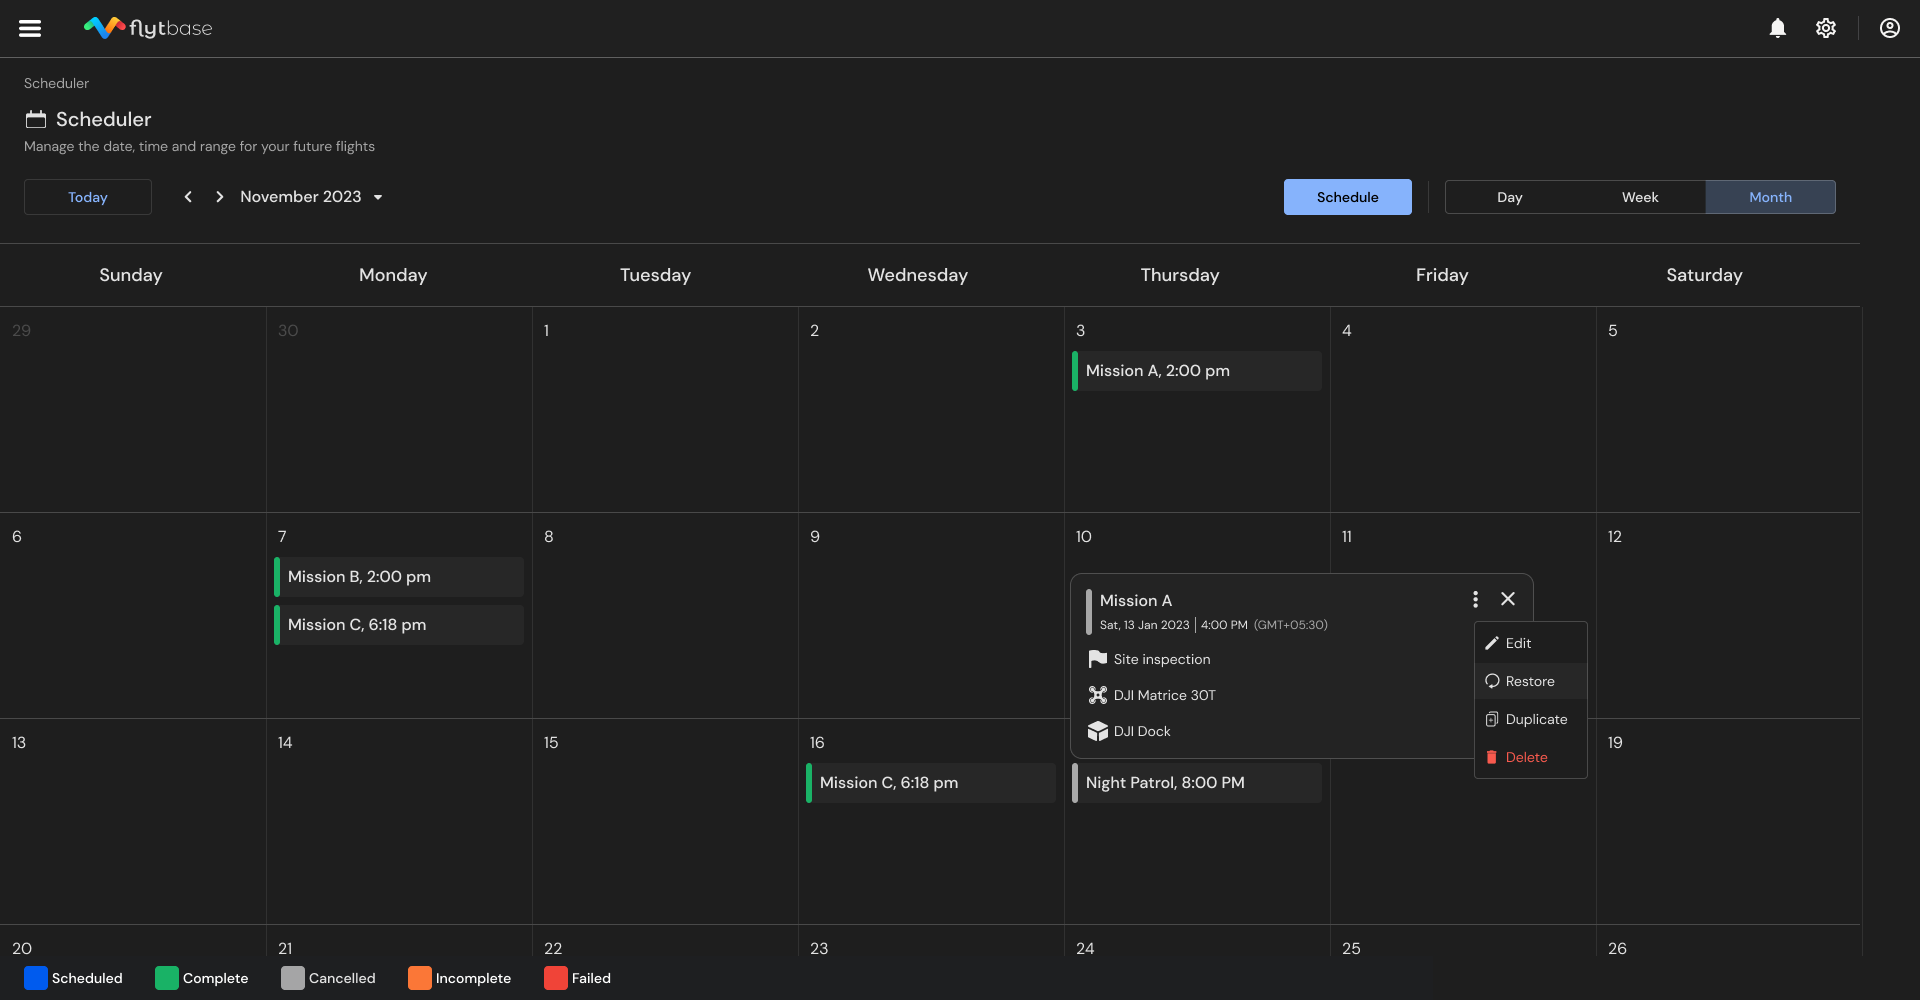 flytbase
Scheduler
Scheduler
Manage the date, time and range for your future flights
Today
November 2023
Schedule
Day
Week
Month
Sunday
Monday
Tuesday
Wednesday
Thursday
Friday
Saturday
29
30
1
2
3
4
5
Mission A, 2:00 pm
6
7
8
9
10
11
12
Mission B, 2:00 pm
Mission C, 6:18 pm
Mission A
Sat, 13 Jan 2023 | 4:00 PM (GMT+05:30)
Site inspection
DJI Matrice 30T
DJI Dock
Edit
Restore
Duplicate
Delete
13
14
15
16
19
Mission C, 6:18 pm
Night Patrol, 8:00 PM
20
21
22
23
24
25
26
Scheduled
Complete
Cancelled
Incomplete
Failed